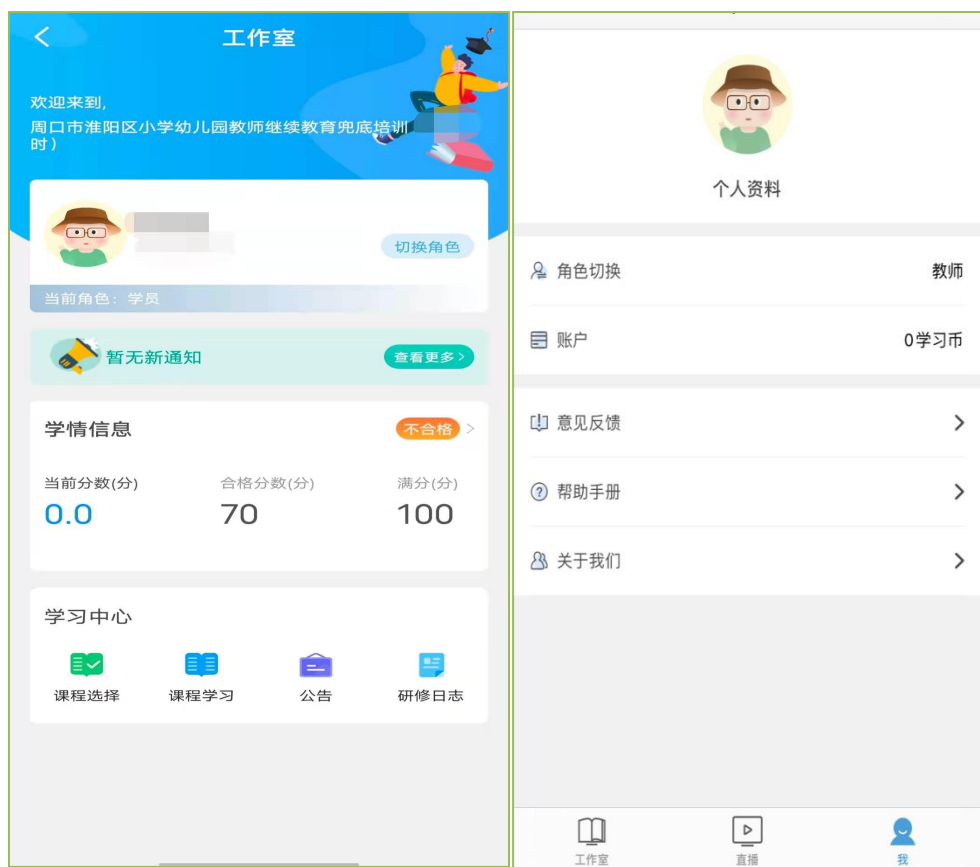 工作室
欢迎来到,
周口市淮阳区小学幼儿园教师继续教育兜底培训
时）
切换角色
当前角色：学员
暂无新通知
查看更多>
学情信息
不合格 >
当前分数(分)
合格分数(分)
满分(分)
0.0
70
100
学习中心
课程选择
课程学习
公告
研修日志
个人资料
角色切换
教师
账户
0学习币
意见反馈
帮助手册
关于我们
工作室
直播
我